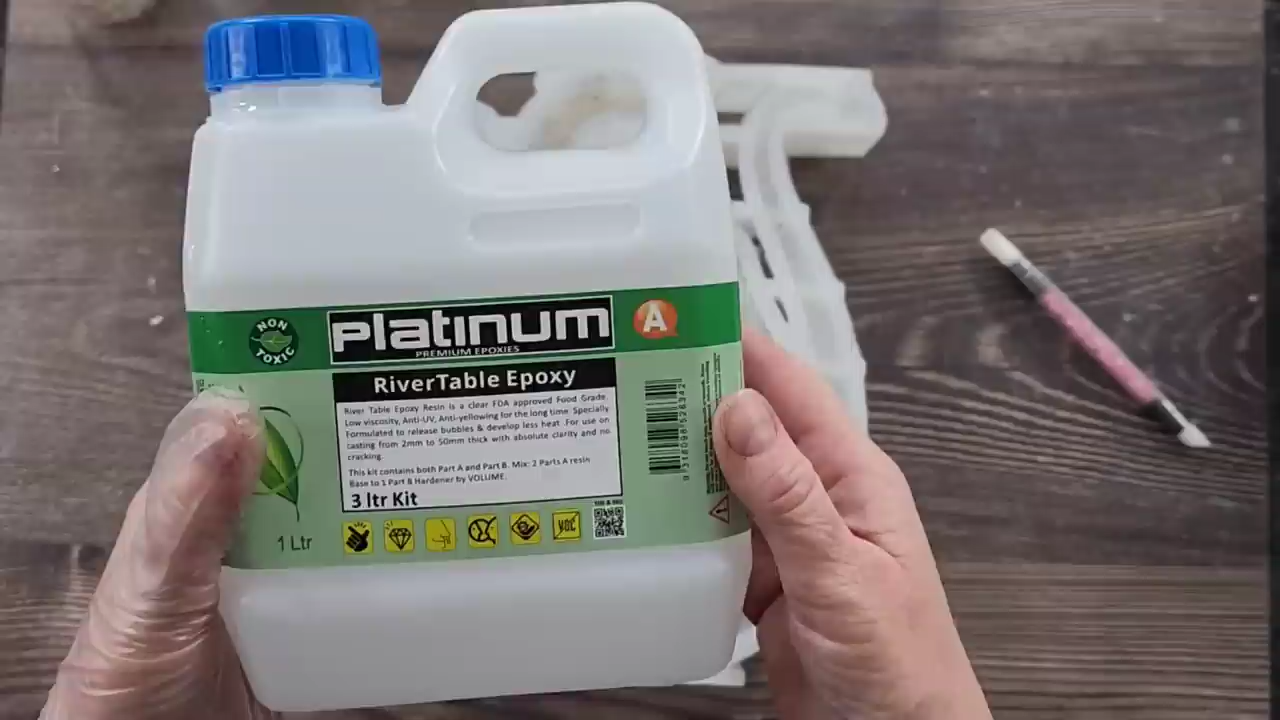 NON
TOXIC
Platinum
PREMIUM EPOXIES
A
RiverTable Epoxy
River Table Epoxy Resin is a clear FDA approved Food Grade.
Low viscosity, Anti-UV, Anti-yellowing for the long time. Specially
Formulated to release bubbles & develop less heat .For use on
casting from 2mm to 50mm thick with absolute clarity and no
cracking.
This kit contains both Part A and Part B. Mix: 2 Parts A resin
Base to 1 Part B Hardener by VOLUME.
3 ltr Kit
1 Ltr
VOC